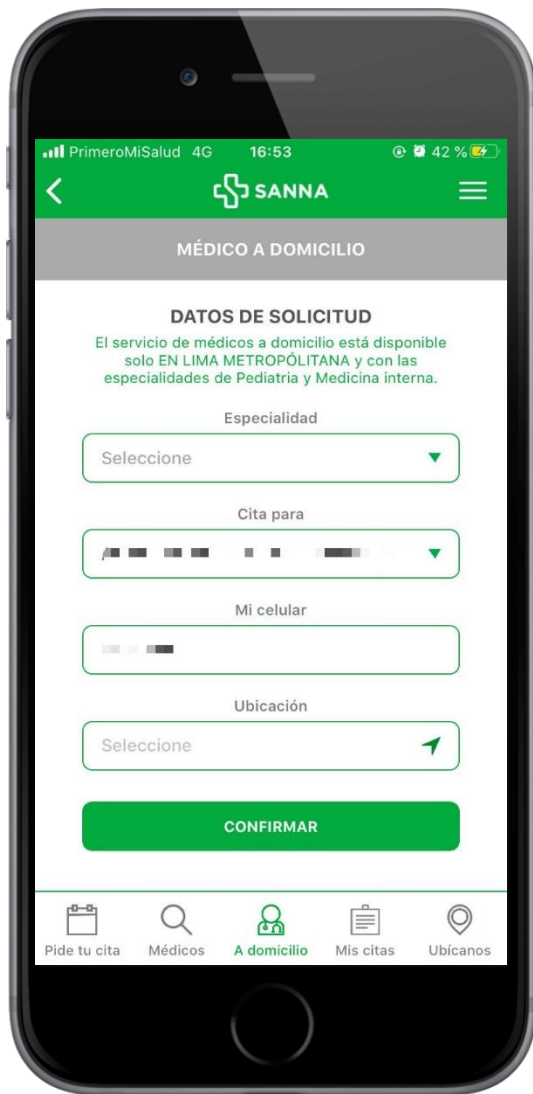 PrimeroMiSalud 4G 16:53 42 %
SANNA
MÉDICO A DOMICILIO
DATOS DE SOLICITUD
El servicio de médicos a domicilio está disponible
solo EN LIMA METROPÓLITANA y con las
especialidades de Pediatria y Medicina interna.
Especialidad
Seleccione
Cita para
Mi celular
Ubicación
Seleccione
CONFIRMAR
Pide tu cita Médicos A domicilio Mis citas Ubícanos